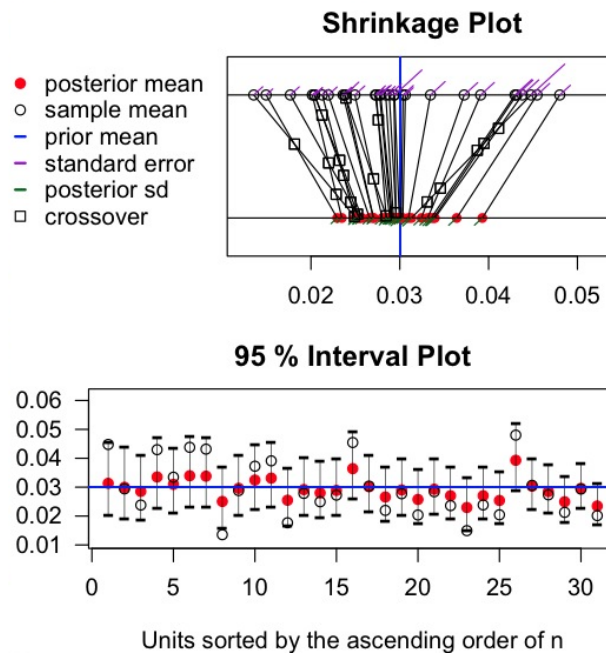 Shrinkage Plot
posterior mean
sample mean
prior mean
standard error
posterior sd
crossover
0.02 0.03 0.04 0.05
95 % Interval Plot
0.06
0.05
0.04
0.03
0.02
0.01
0 5 10 15 20 25 30
Units sorted by the ascending order of n